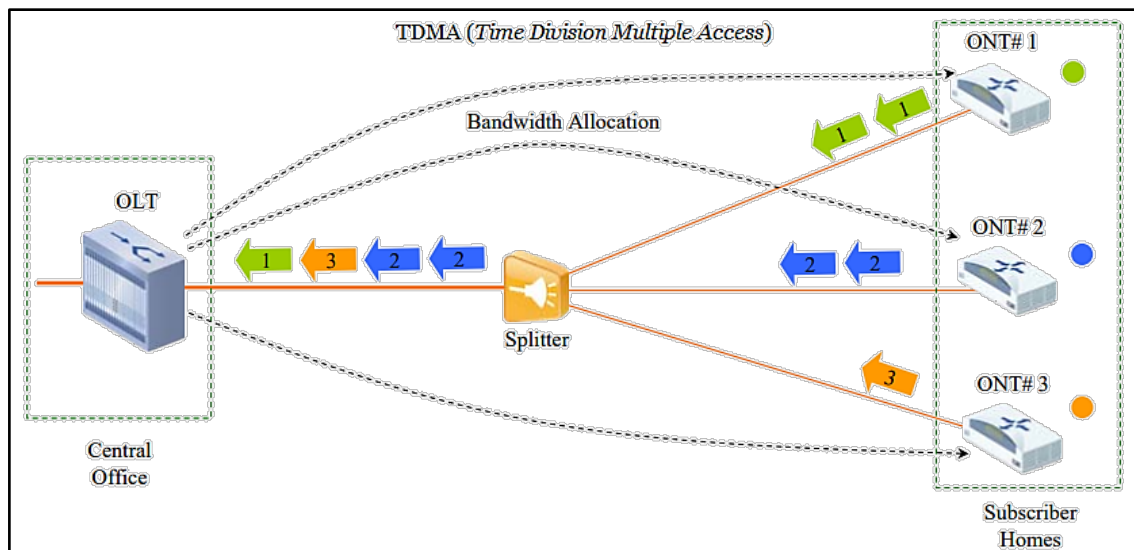 TDMA (Time Division Multiple Access)
ONT# 1
1
1
Bandwidth Allocation
OLT
ONT# 2
1 3 2 2
2 2
Splitter
3
ONT# 3
Central
Office
Subscriber
Homes